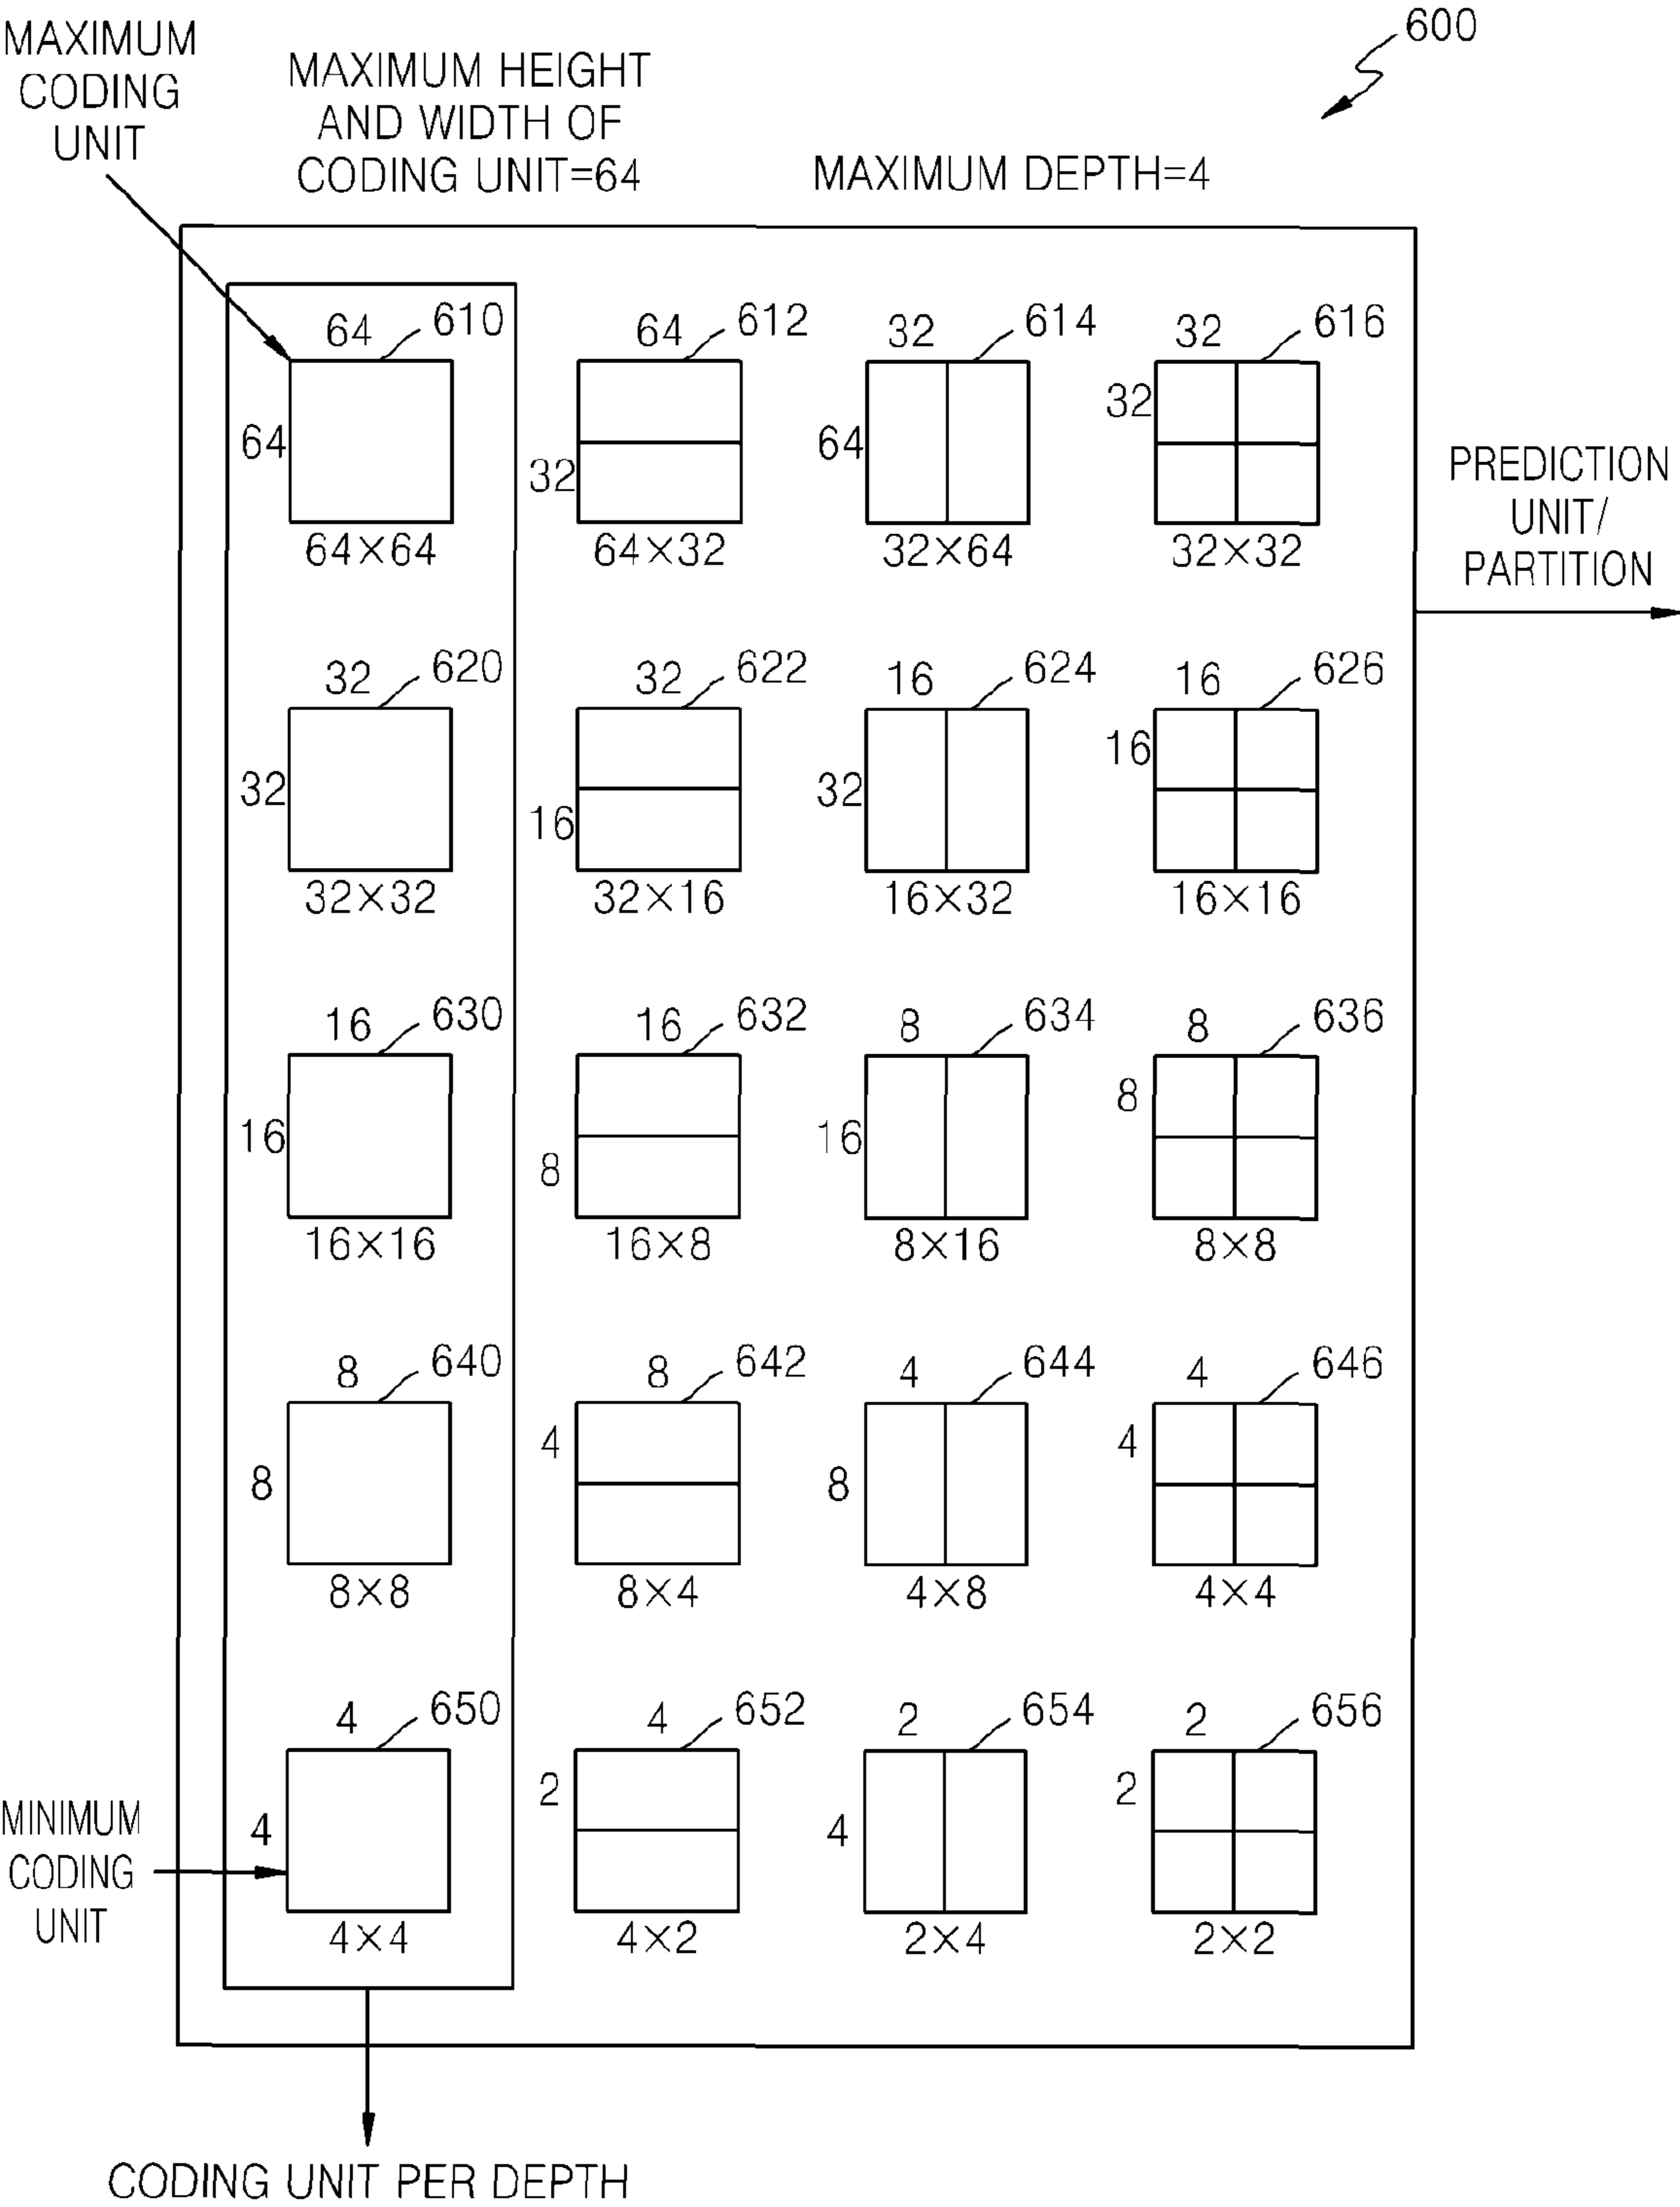 600
MAXIMUM
CODING
UNIT
MAXIMUM HEIGHT
AND WIDTH OF
CODING UNIT=64
MAXIMUM DEPTH=4
64 610 64 612 32 614 32 616
64 32 64 32
64×64 64×32 32×64 32×32
PREDICTION
UNIT/
PARTITION
32 620 32 622 16 624 16 626
32 16 32 16
32×32 32×16 16×32 16×16
16 630 16 632 8 634 8 636
16 8 16 8
16×16 16×8 8×16 8×8
8 640 8 642 4 644 4 646
8 4 8 4
8×8 8×4 4×8 4×4
4 650 4 652 2 654 2 656
4 2 4 2
4×4 4×2 2×4 2×2
MINIMUM
CODING
UNIT
CODING UNIT PER DEPTH